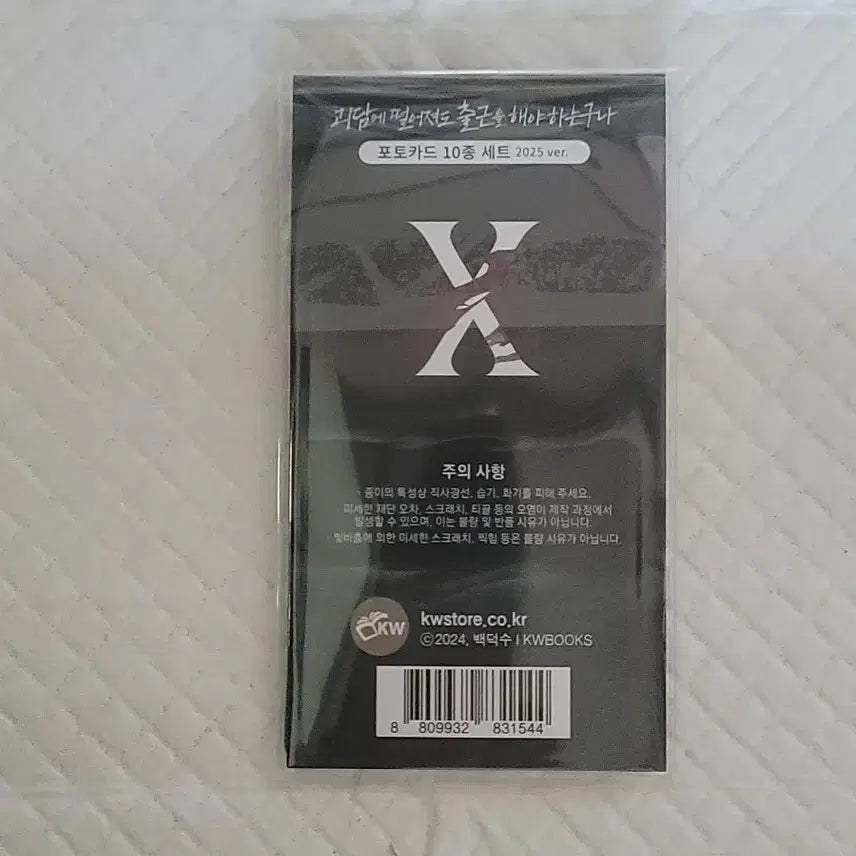 괴담에 떨어져도 출근을 해야 하는구나
포토카드 10종 세트 2025 ver.
X
주의 사항
- 종이의 특성상 직사광선, 습기, 화기를 피해 주세요.
미세한 재단 오차, 스크래치, 티끌 등의 오염이 제작 과정에서
발생할 수 있으며, 이는 불량 및 반품 사유가 아닙니다.
빛비춤에 의한 미세한 스크래치, 찍힘 등은 불량 사유가 아닙니다.
KW
kwstore.co.kr
©2024. 백덕수 I KWBOOKS
8 809932 831544